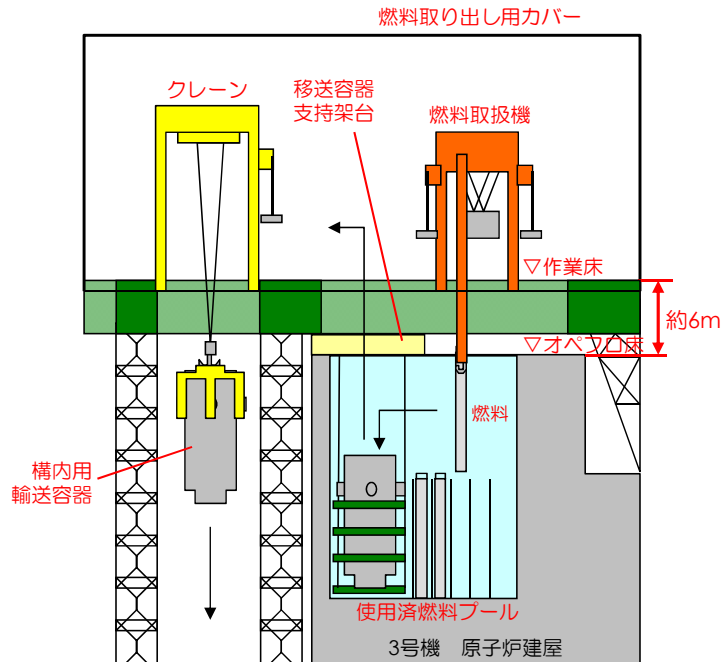 燃料取り出し用カバー
クレーン
移送容器
支持架台
燃料取扱機
▽作業床
約6m
▽オペフロ床
燃料
構内用
輸送容器
使用済燃料プール
3号機 原子炉建屋